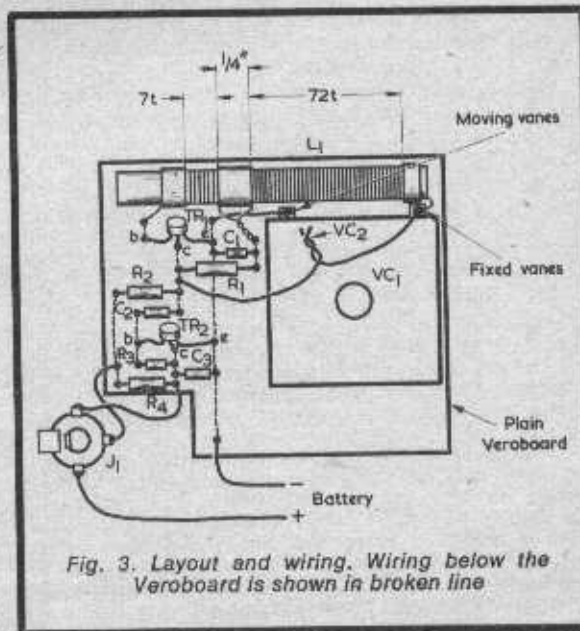 1/4"
7t
72t
Moving vanes
L1
TR1
b
c
e
C1
VC2
R1
VC1
Fixed vanes
R2
C2
TR2
b
c
e
R3
C3
R4
J1
Plain
Veroboard
−
Battery
+
Fig. 3. Layout and wiring. Wiring below the
Veroboard is shown in broken line